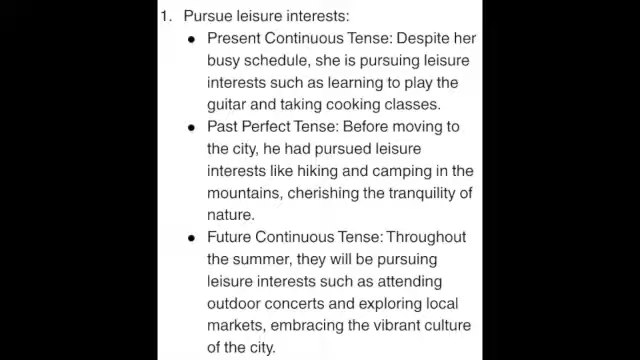 1. Pursue leisure interests:
● Present Continuous Tense: Despite her
busy schedule, she is pursuing leisure
interests such as learning to play the
guitar and taking cooking classes.
● Past Perfect Tense: Before moving to
the city, he had pursued leisure
interests like hiking and camping in the
mountains, cherishing the tranquility of
nature.
● Future Continuous Tense: Throughout
the summer, they will be pursuing
leisure interests such as attending
outdoor concerts and exploring local
markets, embracing the vibrant culture
of the city.